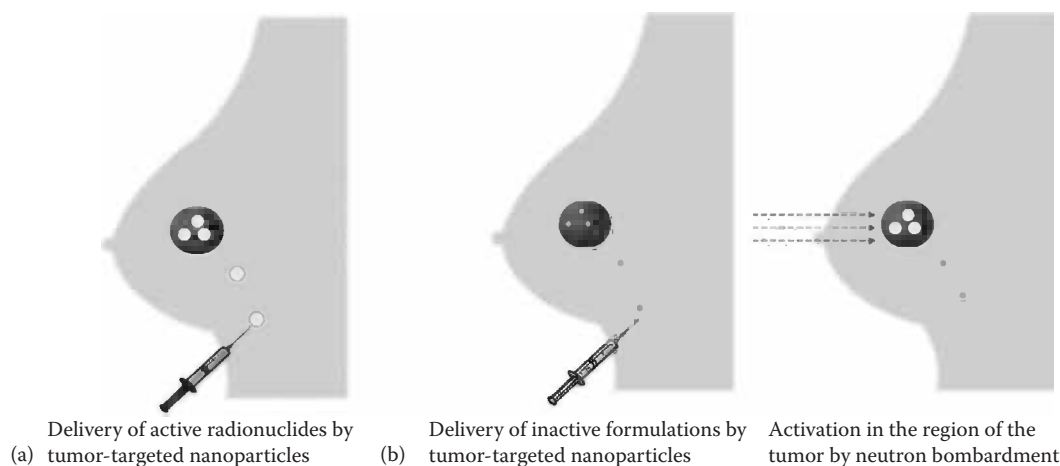 (a) Delivery of active radionuclides by
tumor-targeted nanoparticles
(b) Delivery of inactive formulations by
tumor-targeted nanoparticles
Activation in the region of the
tumor by neutron bombardment